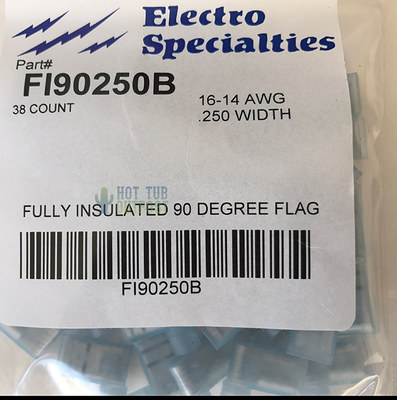 Electro
Specialties
Part#
FI90250B
38 COUNT
16-14 AWG
.250 WIDTH
HOT TUB
OUTPOST
FULLY INSULATED 90 DEGREE FLAG
FI90250B